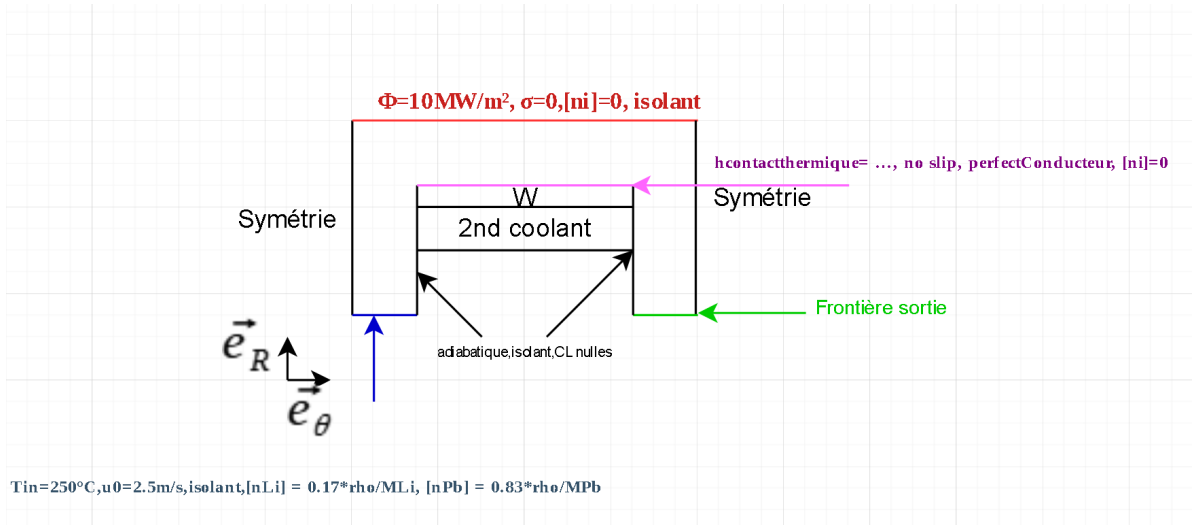 Φ=10MW/m², σ=0,[ni]=0, isolant
hcontactthermique= ..., no slip, perfectConducteur, [ni]=0
W
Symétrie
Symétrie
2nd coolant
Frontière sortie
adiabatique,isolant,CL nulles
e_R
e_θ
Tin=250°C,u0=2.5m/s,isolant,[nLi] = 0.17*rho/MLi, [nPb] = 0.83*rho/MPb